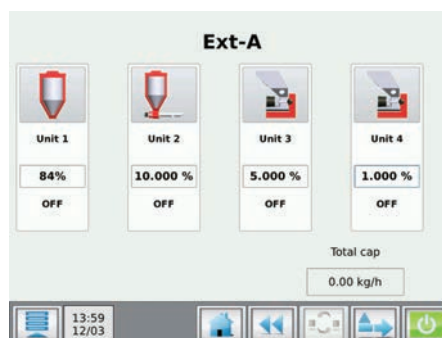 Ext-A
Unit 1 Unit 2 Unit 3 Unit 4
84% 10.000 % 5.000 % 1.000 %
OFF OFF OFF OFF
Total cap
0.00 kg/h
13:59
12/03